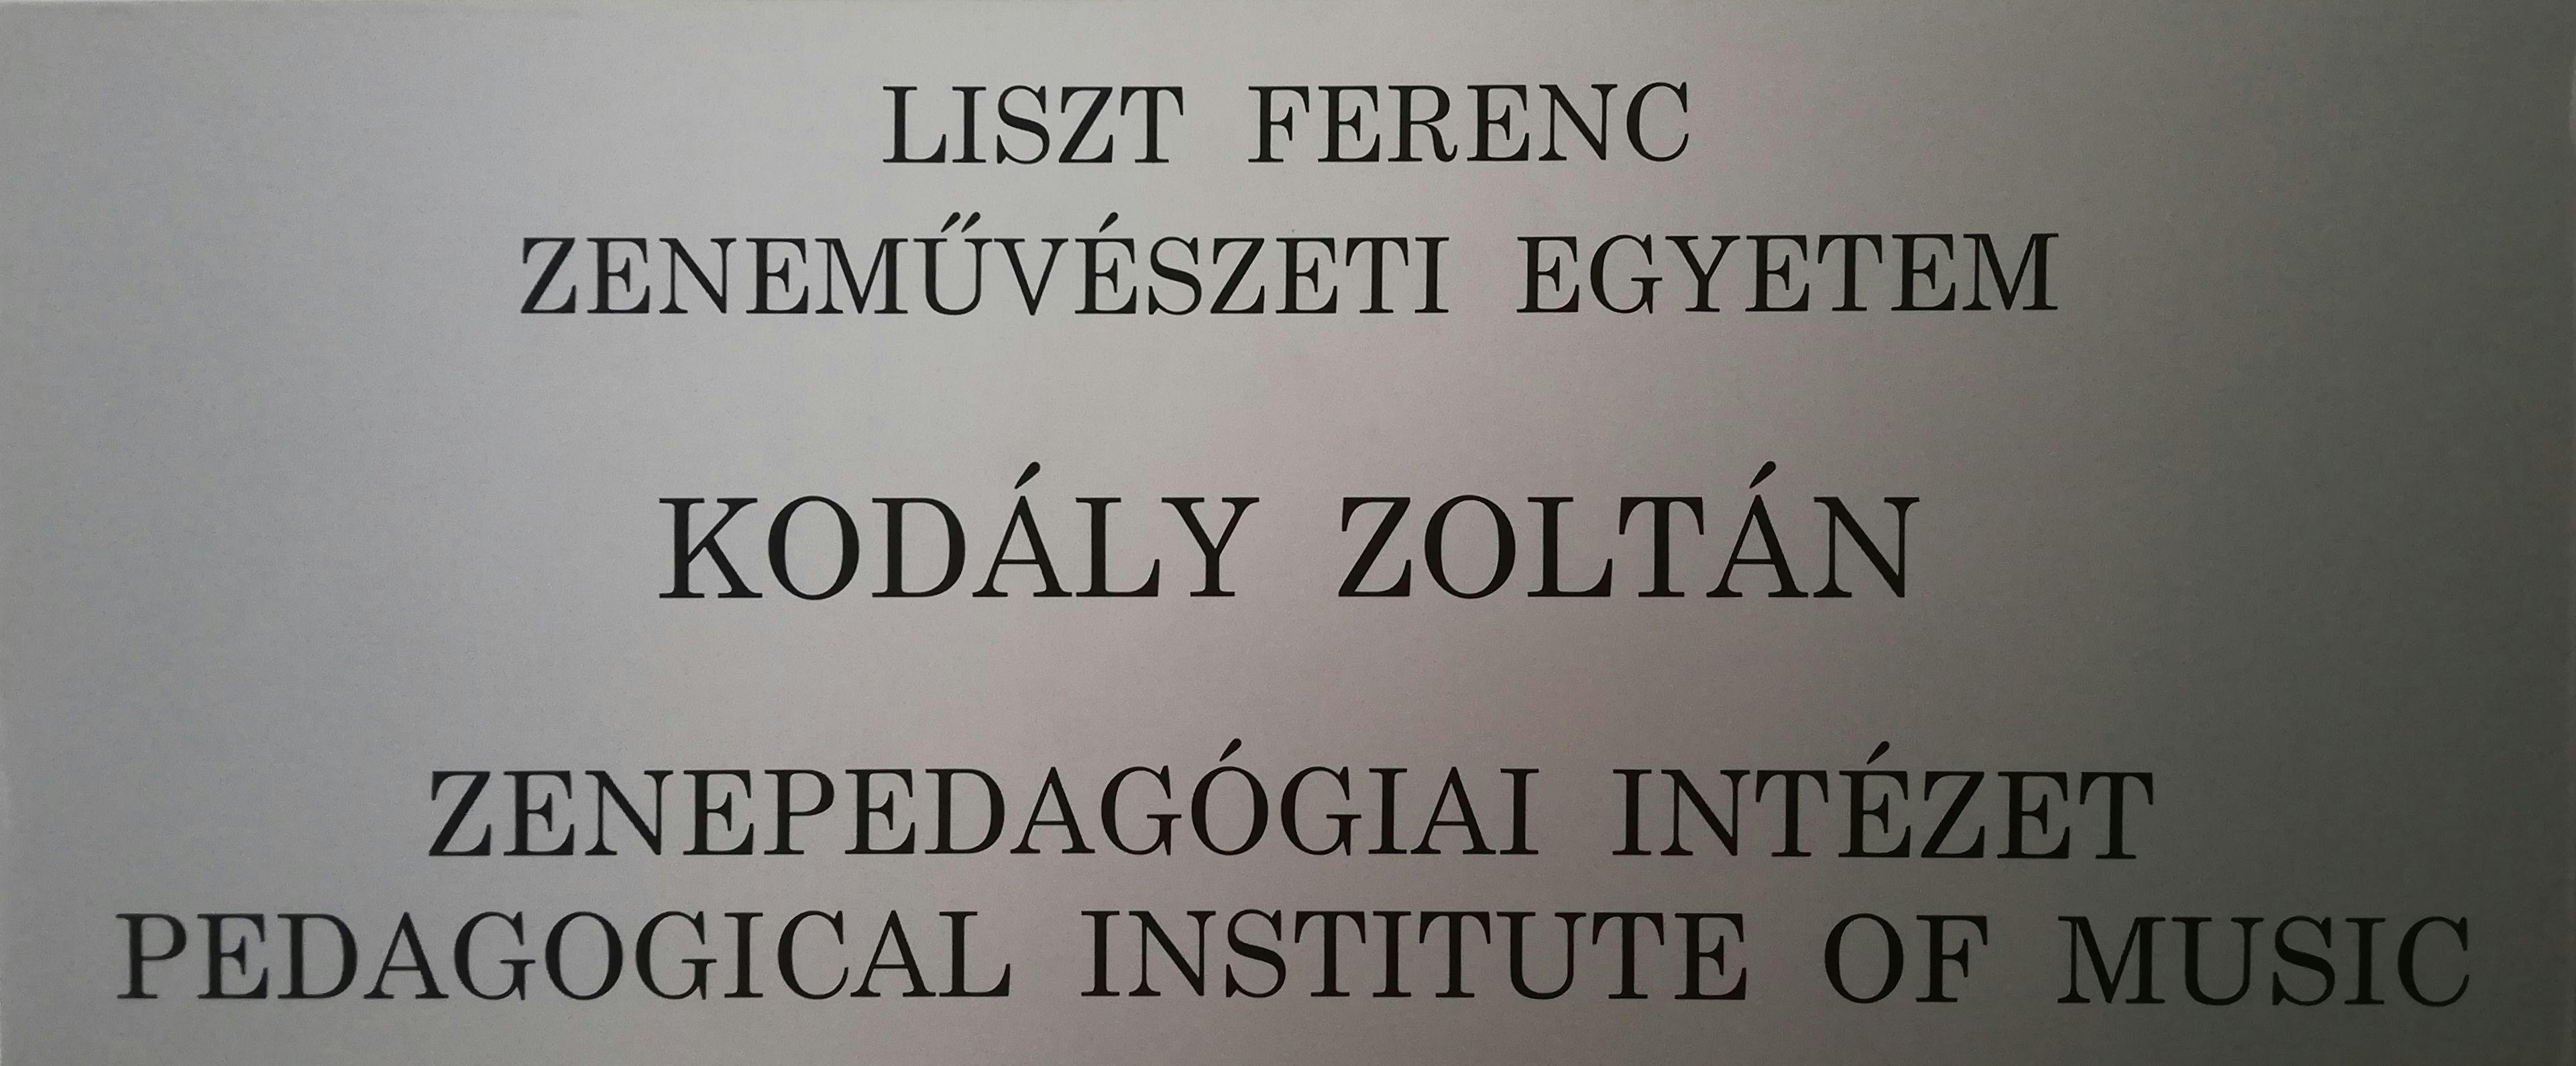 LISZT FERENC
ZENEMŰVÉSZETI EGYETEM
KODÁLY ZOLTÁN
ZENEPEDAGÓGIAI INTÉZET
PEDAGOGICAL INSTITUTE OF MUSIC